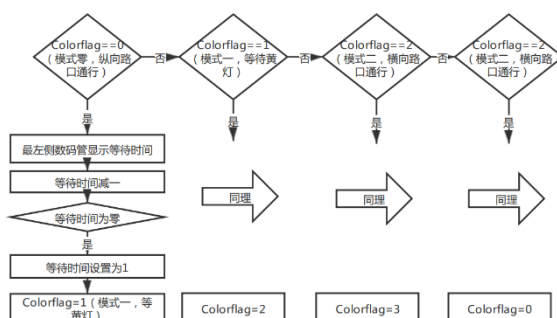 Colorflag==0
（模式零，纵向路
口通行）
否
Colorflag==1
（模式一，等待黄
灯）
否
Colorflag==2
（模式二，横向路
口通行）
否
Colorflag==2
（模式二，横向路
口通行）
是
是
是
是
最左侧数码管显示等待时间
等待时间减一
同理
同理
同理
等待时间为零
是
等待时间设置为1
Colorflag=1（模式一，等
黄灯）
Colorflag=2
Colorflag=3
Colorflag=0